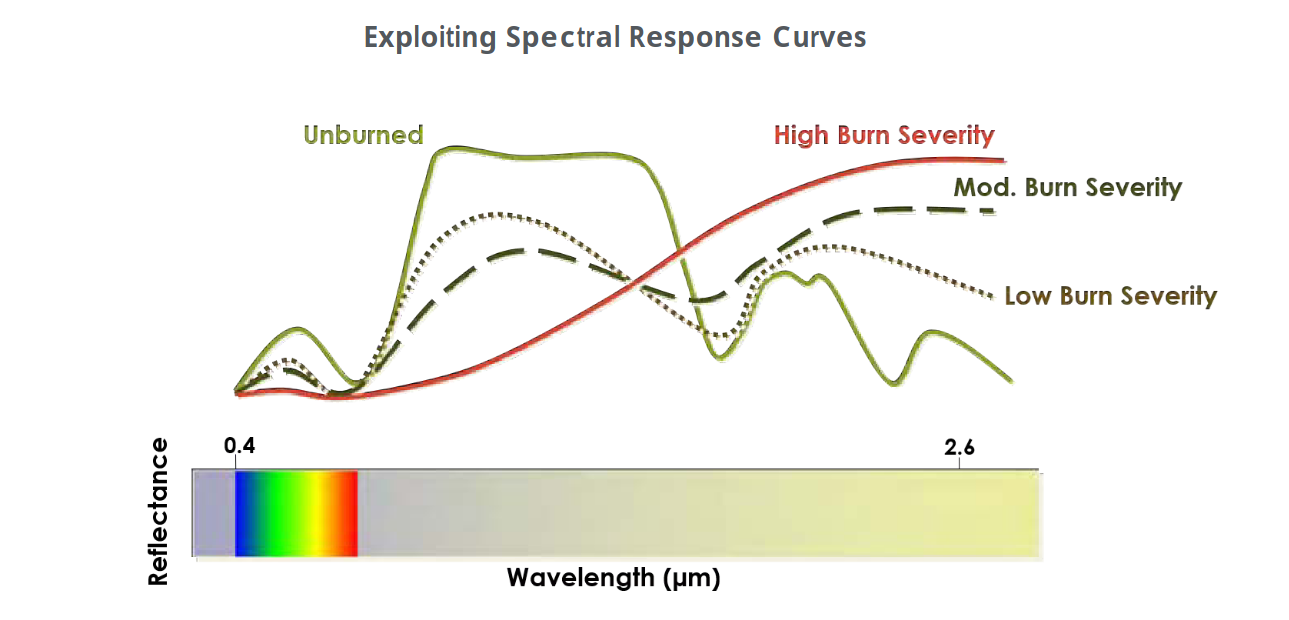 Exploiting Spectral Response Curves
Unburned
High Burn Severity
Mod. Burn Severity
Low Burn Severity
0.4
2.6
Reflectance
Wavelength (µm)